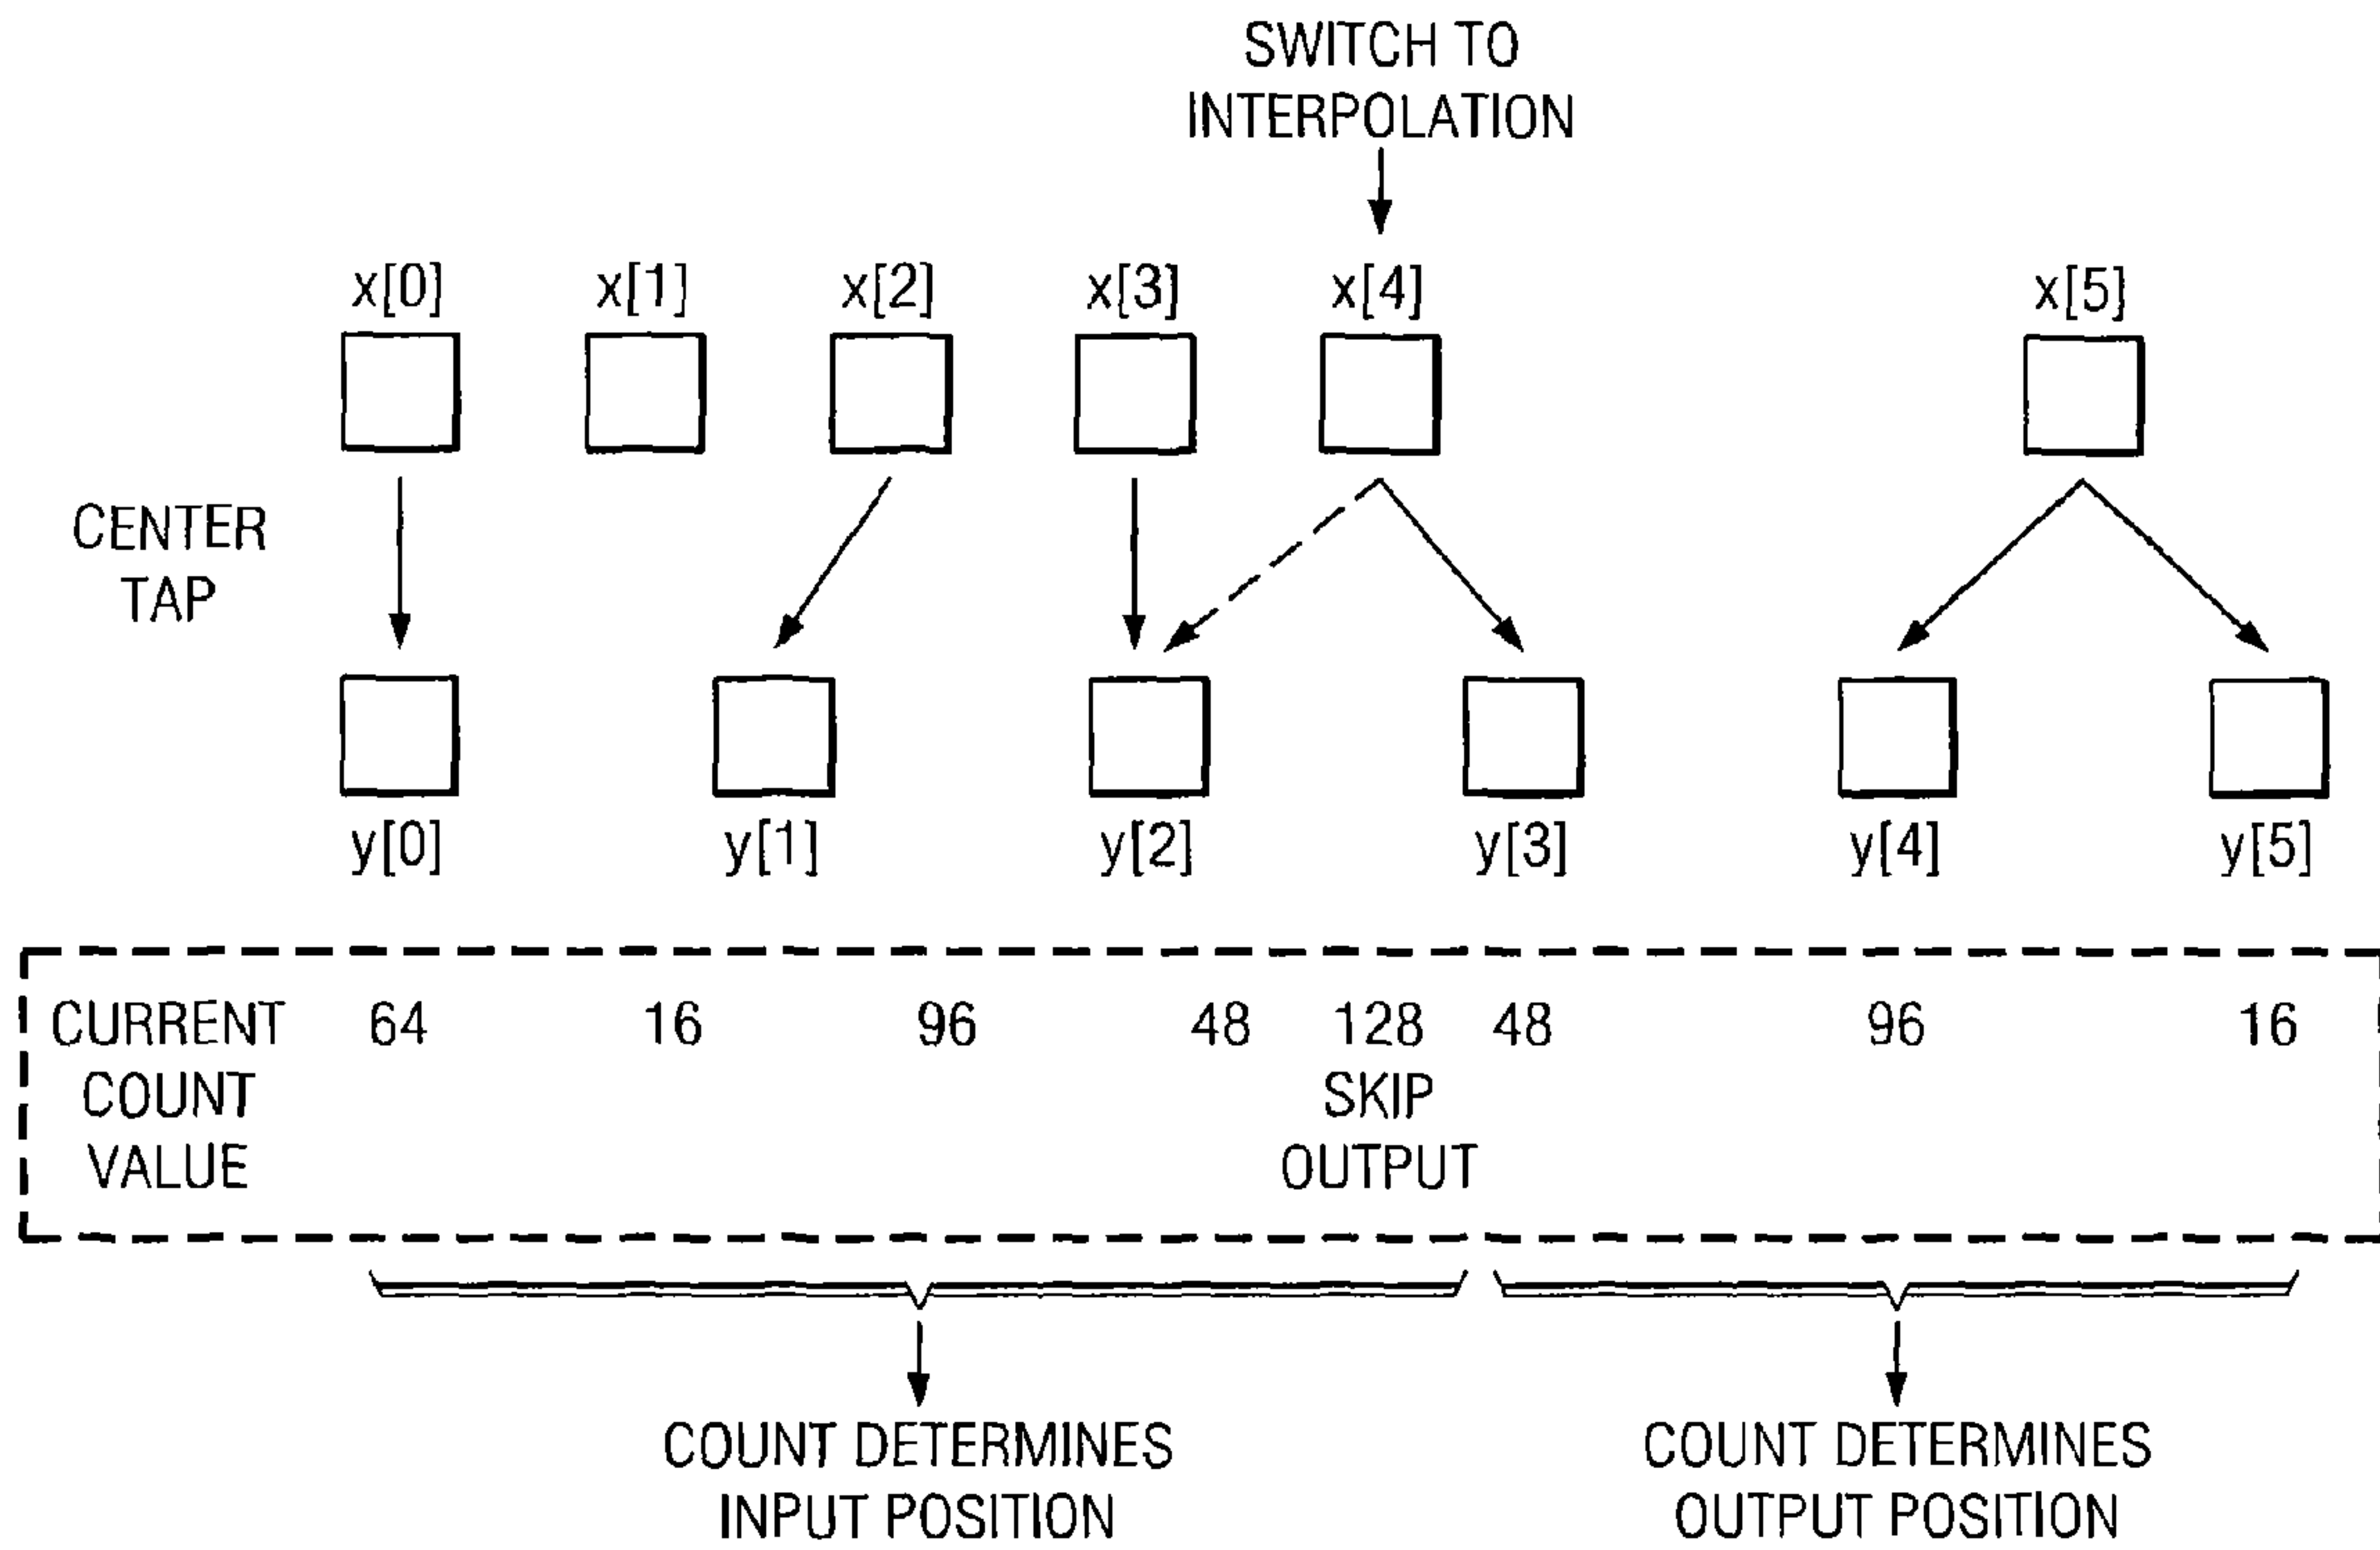 SWITCH TO
INTERPOLATION
x[0] x[1] x[2] x[3] x[4] x[5]
CENTER
TAP
y[0] y[1] y[2] y[3] y[4] y[5]
CURRENT 64 16 96 48 128 48 96 16
COUNT SKIP
VALUE OUTPUT
COUNT DETERMINES COUNT DETERMINES
INPUT POSITION OUTPUT POSITION